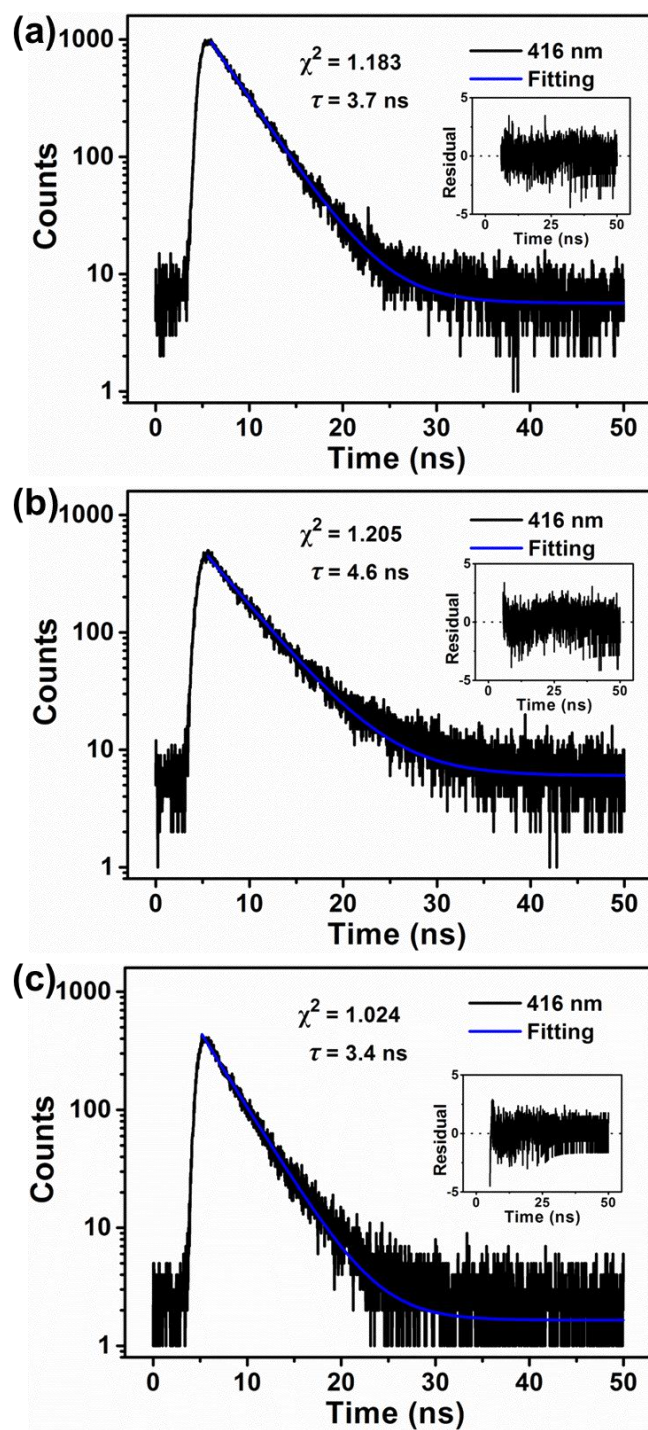 (a)
1000
100
10
1
Counts
χ² = 1.183
τ = 3.7 ns
416 nm
Fitting
5
0
-5
Residual
0 25 50
Time (ns)
0 10 20 30 40 50
Time (ns)
(b)
1000
100
10
1
Counts
χ² = 1.205
τ = 4.6 ns
416 nm
Fitting
5
0
-5
Residual
0 25 50
Time (ns)
0 10 20 30 40 50
Time (ns)
(c)
1000
100
10
1
Counts
χ² = 1.024
τ = 3.4 ns
416 nm
Fitting
5
0
-5
Residual
0 25 50
Time (ns)
0 10 20 30 40 50
Time (ns)